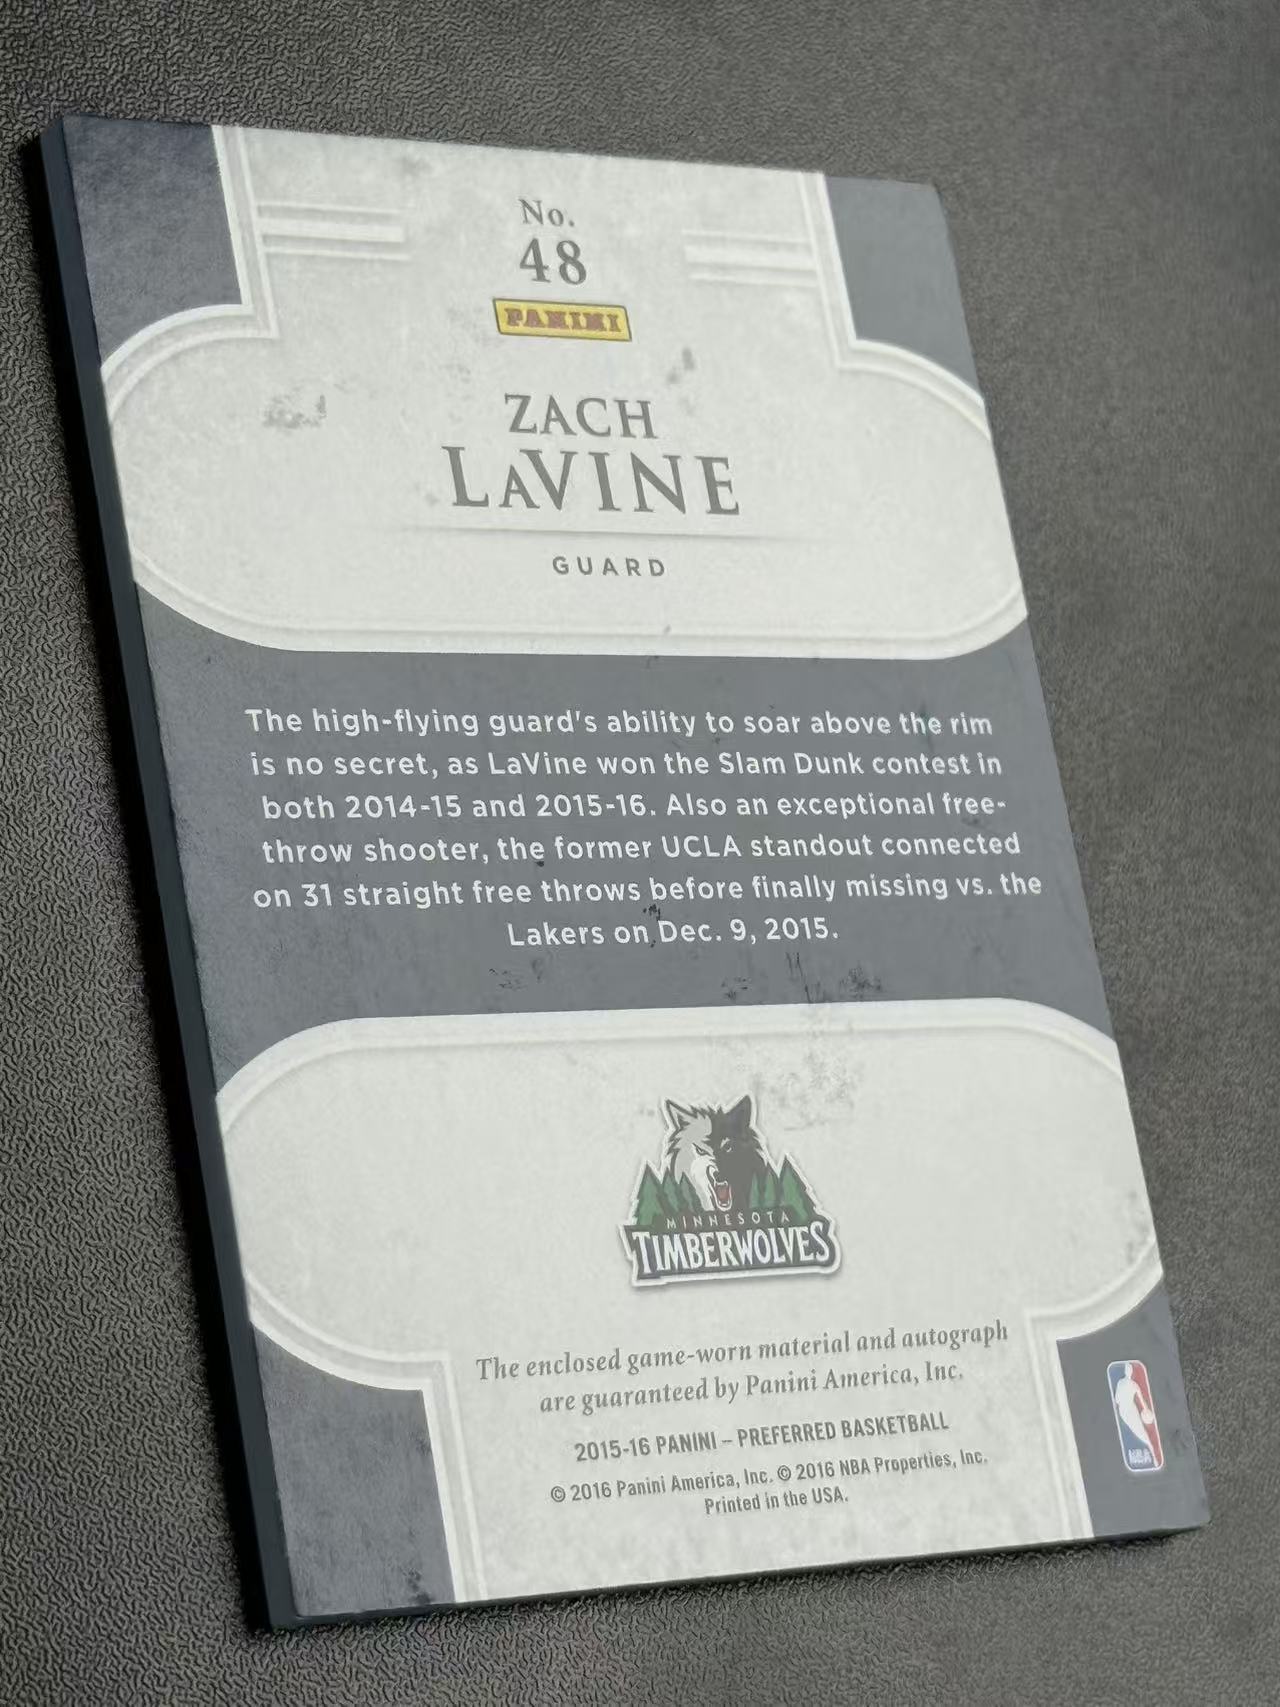 No.
48
PANINI
ZACH
LaVINE
GUARD
The high-flying guard's ability to soar above the rim
is no secret, as LaVine won the Slam Dunk contest in
both 2014-15 and 2015-16. Also an exceptional free-
throw shooter, the former UCLA standout connected
on 31 straight free throws before finally missing vs. the
Lakers on Dec. 9, 2015.
MINNESOTA
TIMBERWOLVES
The enclosed game-worn material and autograph
are guaranteed by Panini America, Inc.
2015-16 PANINI – PREFERRED BASKETBALL
© 2016 Panini America, Inc. © 2016 NBA Properties, Inc.
Printed in the USA.
NBA